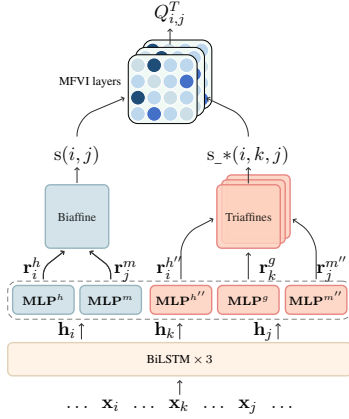 Q^T_{i,j}
MFVI layers
s(i, j)    s_*(i, k, j)
Biaffine    Triaffines
r^h_i    r^m_j    r^{h''}_i    r^g_k    r^{m''}_j
MLP^h    MLP^m    MLP^{h''}    MLP^g    MLP^{m''}
h_i    h_k    h_j
BiLSTM × 3
... x_i ... x_k ... x_j ...